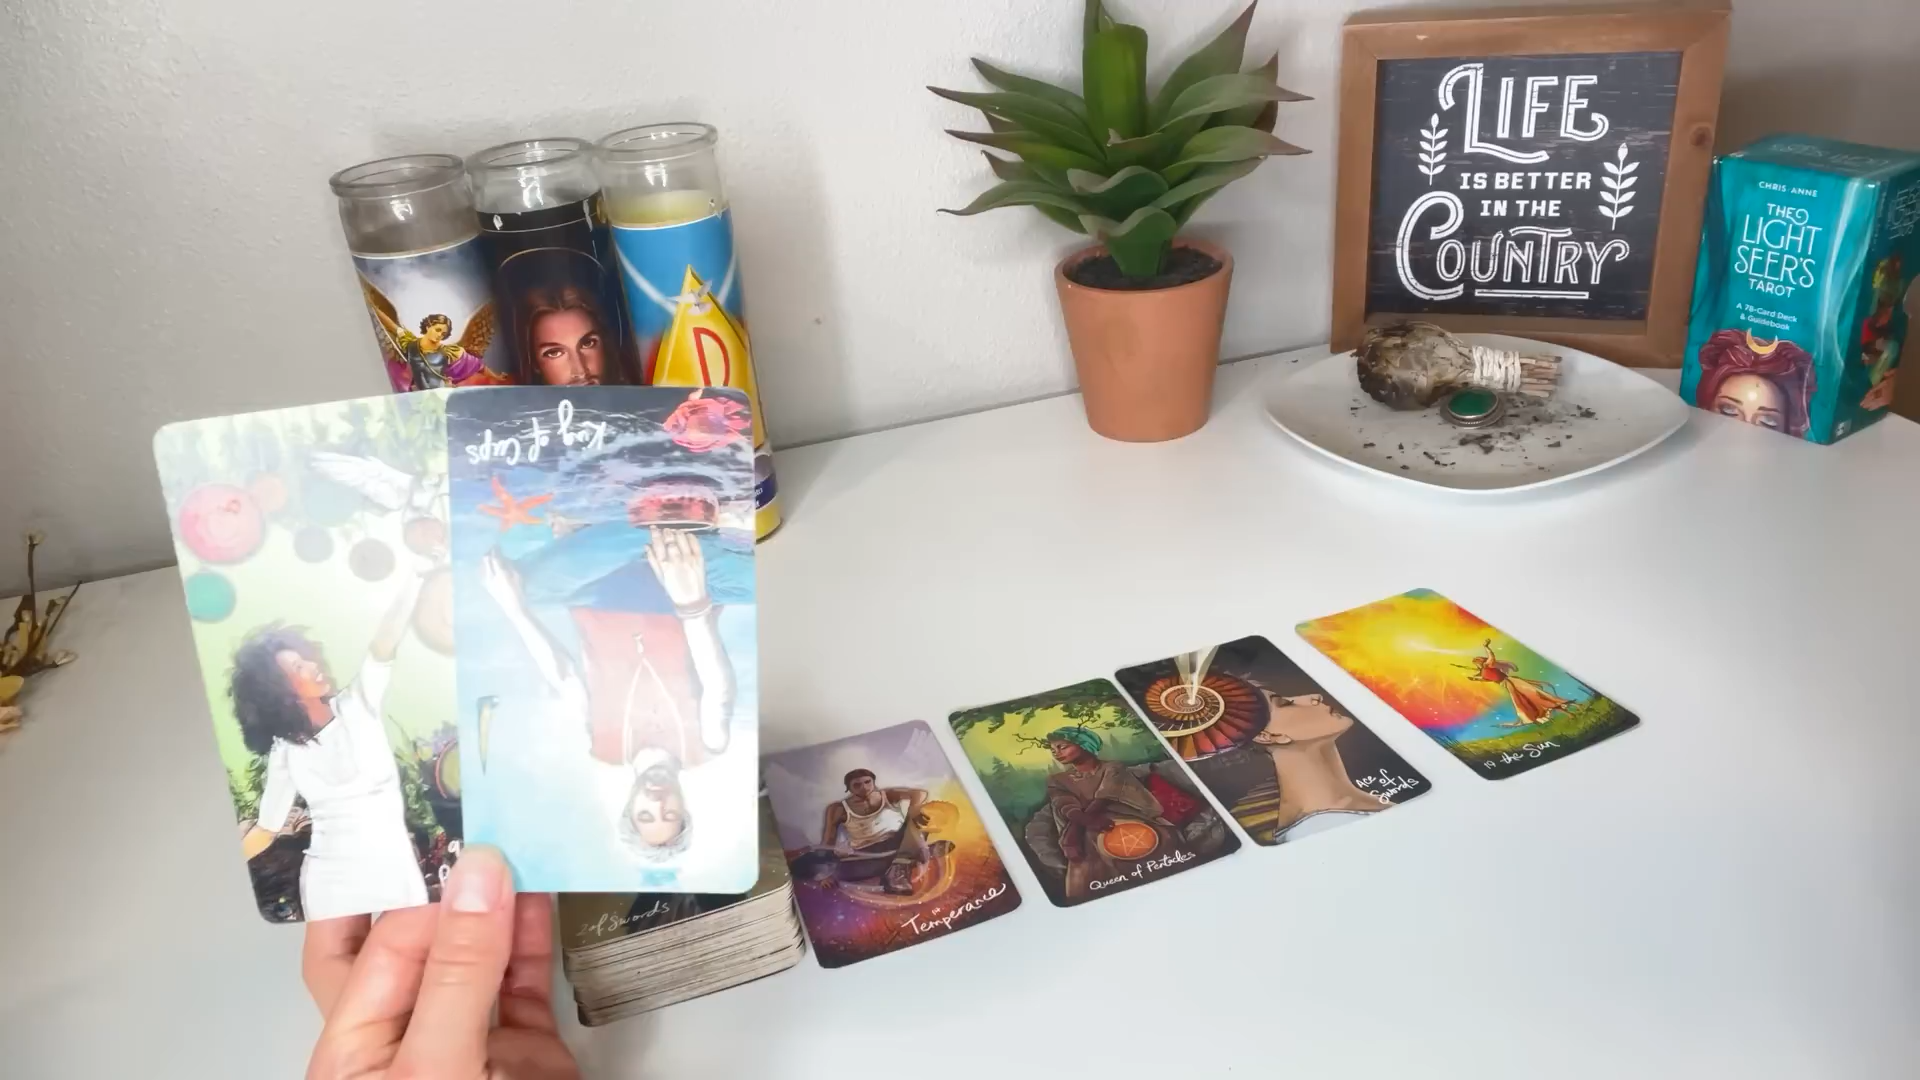 LIFE
IS BETTER
IN THE
COUNTRY
CHRIS-ANNE
THE
LIGHT
SEER'S
TAROT
A 78-Card Deck
& Guidebook
King of Cups
2 of Swords
14
Temperance
Queen of Pentacles
Ace of
Swords
19 the Sun